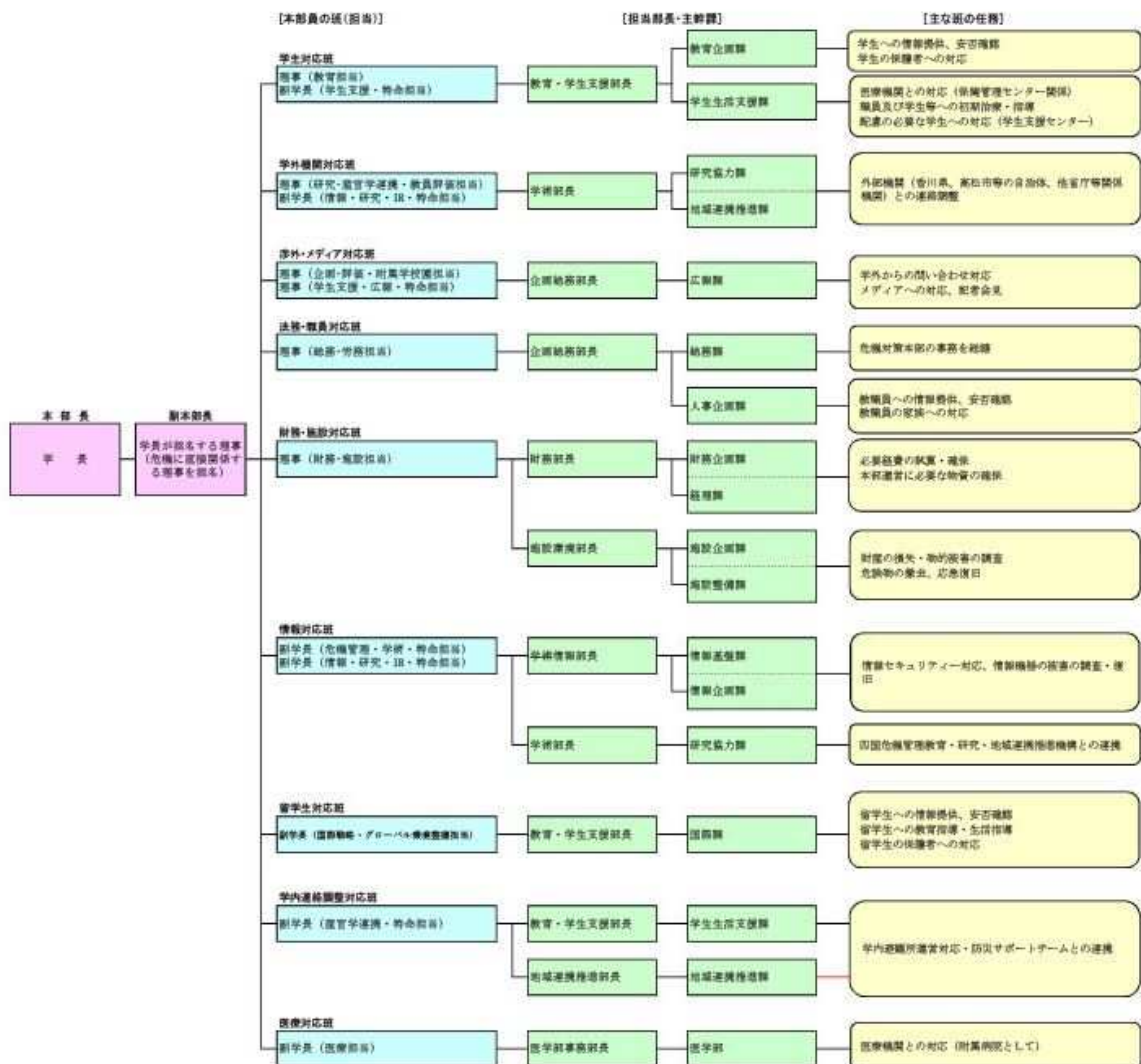 [本部員の班(担当)]
[担当部長・主幹課]
[主な班の任務]
本部長
学長
副本部長
学長が指名する理事
(危機に直接関係す
る理事を指名)
学生対応班
理事（教育担当）
副学長（学生支援・特命担当）
教育・学生支援部長
教育企画課
学生への情報提供、安否確認
学生の保護者への対応
学生生活支援課
医療機関との対応（保健管理センター関係）
職員及び学生等への初期治療・指導
配慮の必要な学生への対応（学生支援センター）
学外機関対応班
理事（研究・産官学連携・教員評価担当）
副学長（情報・研究・IR・特命担当）
学術部長
研究協力課
地域連携推進課
外部機関（香川県、高松市等の自治体、他省庁等関係
機関）との連絡調整
渉外・メディア対応班
理事（企画・評価・附属学校園担当）
理事（学生支援・広報・特命担当）
企画総務部長
広報課
学外からの問い合わせ対応
メディアへの対応、記者会見
法務・職員対応班
理事（総務・労務担当）
企画総務部長
総務課
危機対策本部の事務を総轄
人事企画課
教職員への情報提供、安否確認
教職員の家族への対応
財務・施設対応班
理事（財務・施設担当）
財務部長
財務企画課
経理課
必要経費の試算・確保
本部運営に必要な物資の確保
施設環境部長
施設企画課
施設整備課
財産の損失・物的被害の調査
危険物の撤去、応急復旧
情報対応班
副学長（危機管理・学術・特命担当）
副学長（情報・研究・IR・特命担当）
学術情報部長
情報基盤課
情報企画課
情報セキュリティー対応、情報機器の被害の調査・復
旧
学術部長
研究協力課
四国危機管理教育・研究・地域連携推進機構との連携
留学生対応班
副学長（国際戦略・グローバル環境整備担当）
教育・学生支援部長
国際課
留学生への情報提供、安否確認
留学生への教育指導・生活指導
留学生の保護者への対応
学内連絡調整対応班
副学長（産官学連携・特命担当）
教育・学生支援部長
学生生活支援課
学内避難所運営対応・防災サポートチームとの連携
地域連携推進部長
地域連携推進課
医療対応班
副学長（医療担当）
医学部事務部長
医学部
医療機関との対応（附属病院として）